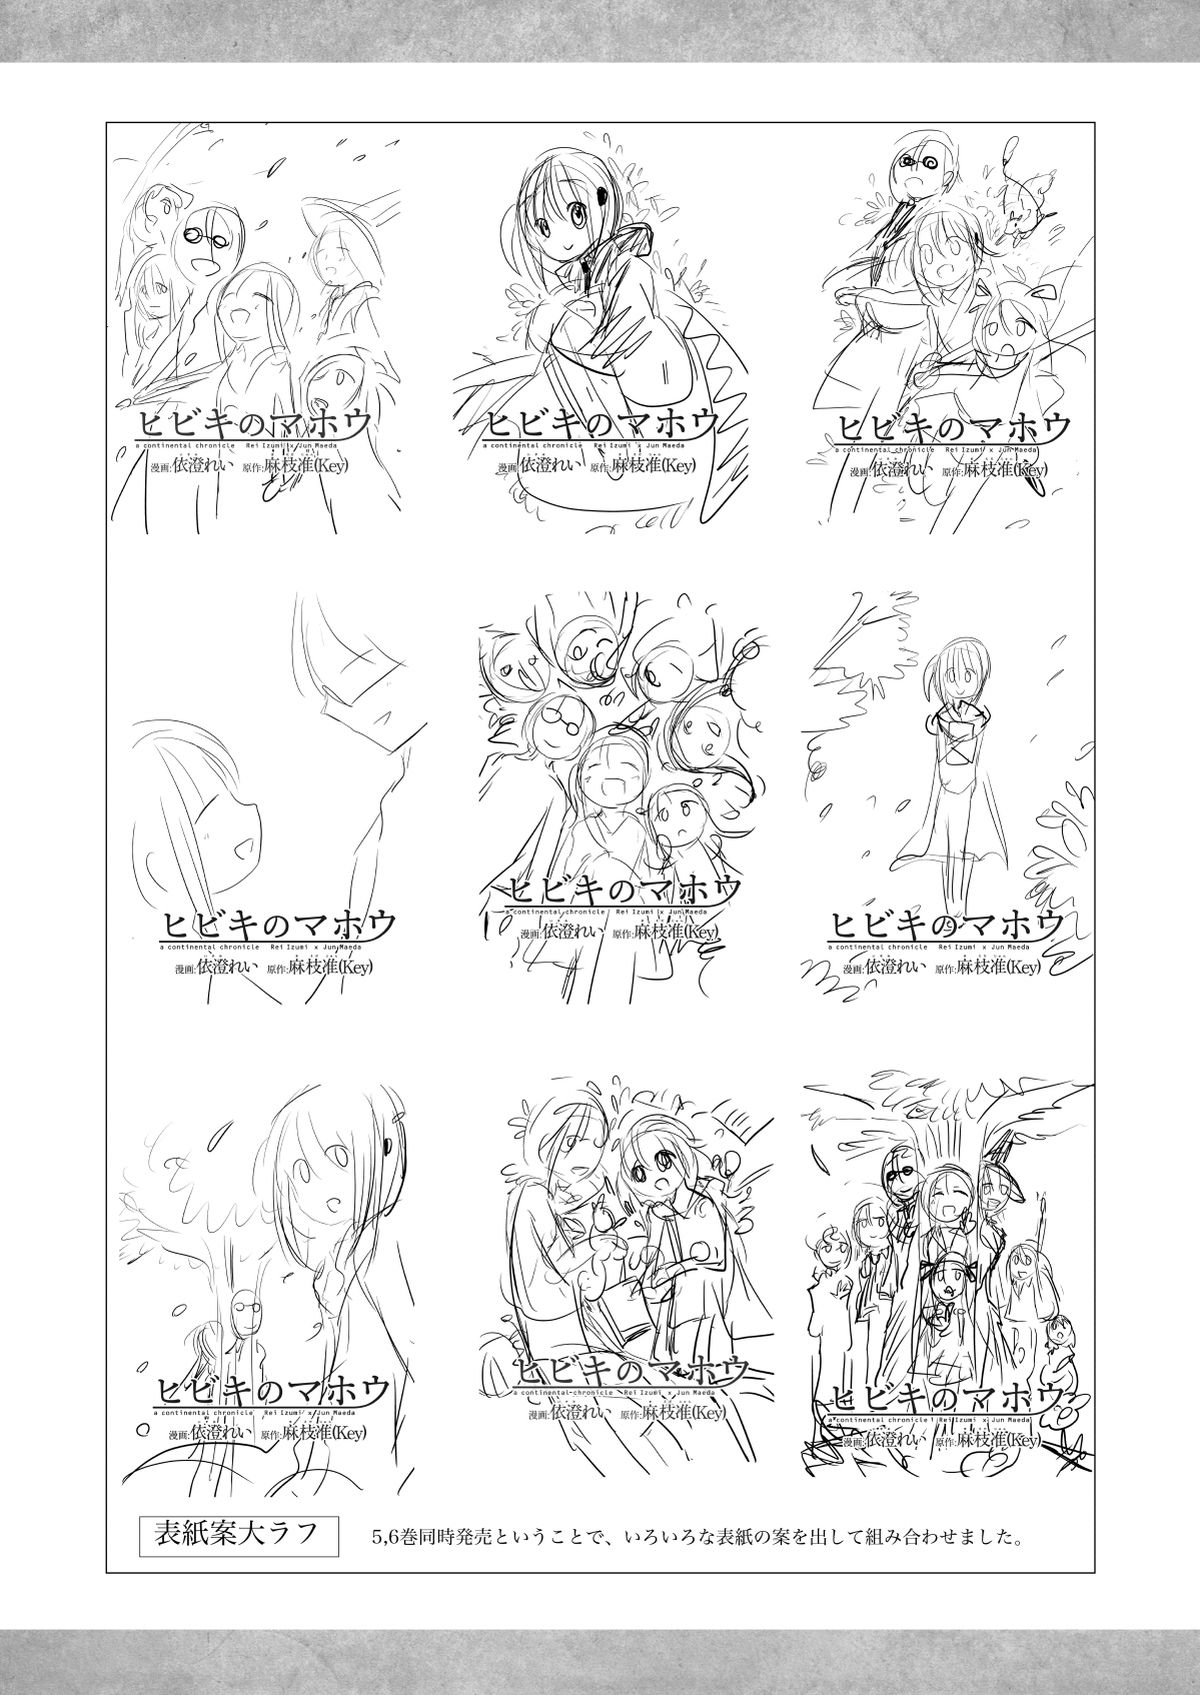 ヒビキのマホウ
a continental chronicle Rei Izumi x Jun Maeda
漫画:依澄れい 原作:麻枝准(Key)
ヒビキのマホウ
a continental chronicle Rei Izumi x Jun Maeda
漫画:依澄れい 原作:麻枝准(Key)
ヒビキのマホウ
a continental chronicle Rei Izumi x Jun Maeda
漫画:依澄れい 原作:麻枝准(Key)
ヒビキのマホウ
a continental chronicle Rei Izumi x Jun Maeda
漫画:依澄れい 原作:麻枝准(Key)
ヒビキのマホウ
a continental chronicle Rei Izumi x Jun Maeda
漫画:依澄れい 原作:麻枝准(Key)
ヒビキのマホウ
a continental chronicle Rei Izumi x Jun Maeda
漫画:依澄れい 原作:麻枝准(Key)
ヒビキのマホウ
a continental chronicle Rei Izumi x Jun Maeda
漫画:依澄れい 原作:麻枝准(Key)
ヒビキのマホウ
a continental chronicle Rei Izumi x Jun Maeda
漫画:依澄れい 原作:麻枝准(Key)
ヒビキのマホウ
a continental chronicle Rei Izumi x Jun Maeda
漫画:依澄れい 原作:麻枝准(Key)
表紙案大ラフ
5,6巻同時発売ということで、いろいろな表紙の案を出して組み合わせました。